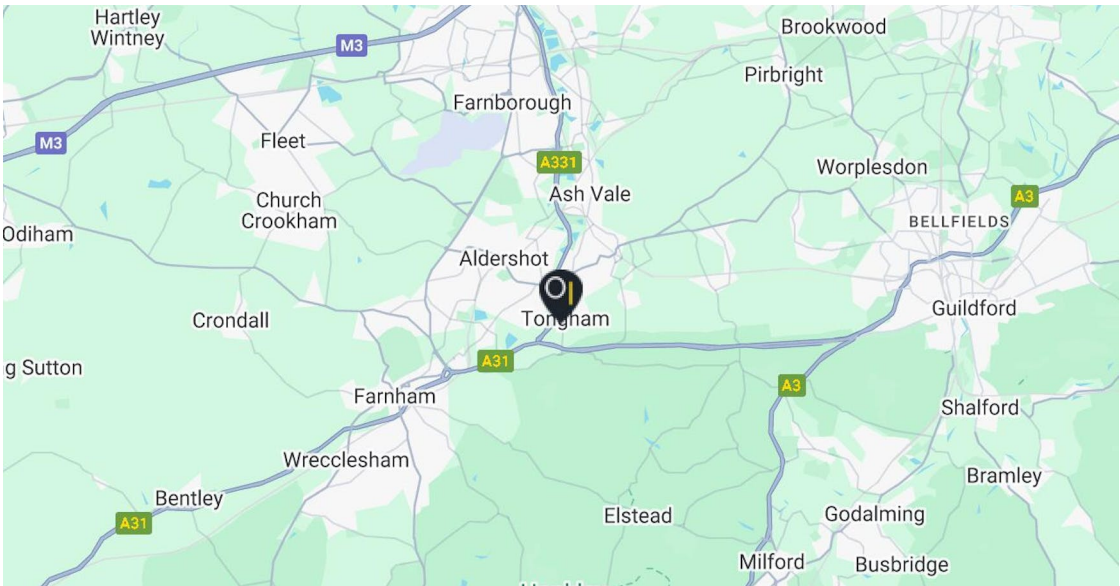 Hartley
Wintney
Brookwood
M3
Pirbright
Farnborough
M3
Fleet
A331
Worplesdon
Ash Vale
A3
Church
Crookham
BELLFIELDS
Odiham
Aldershot
Guildford
Crondall
Tongham
A31
g Sutton
A3
Farnham
Shalford
Wrecclesham
Bramley
Bentley
Elstead
Godalming
A31
Milford
Busbridge